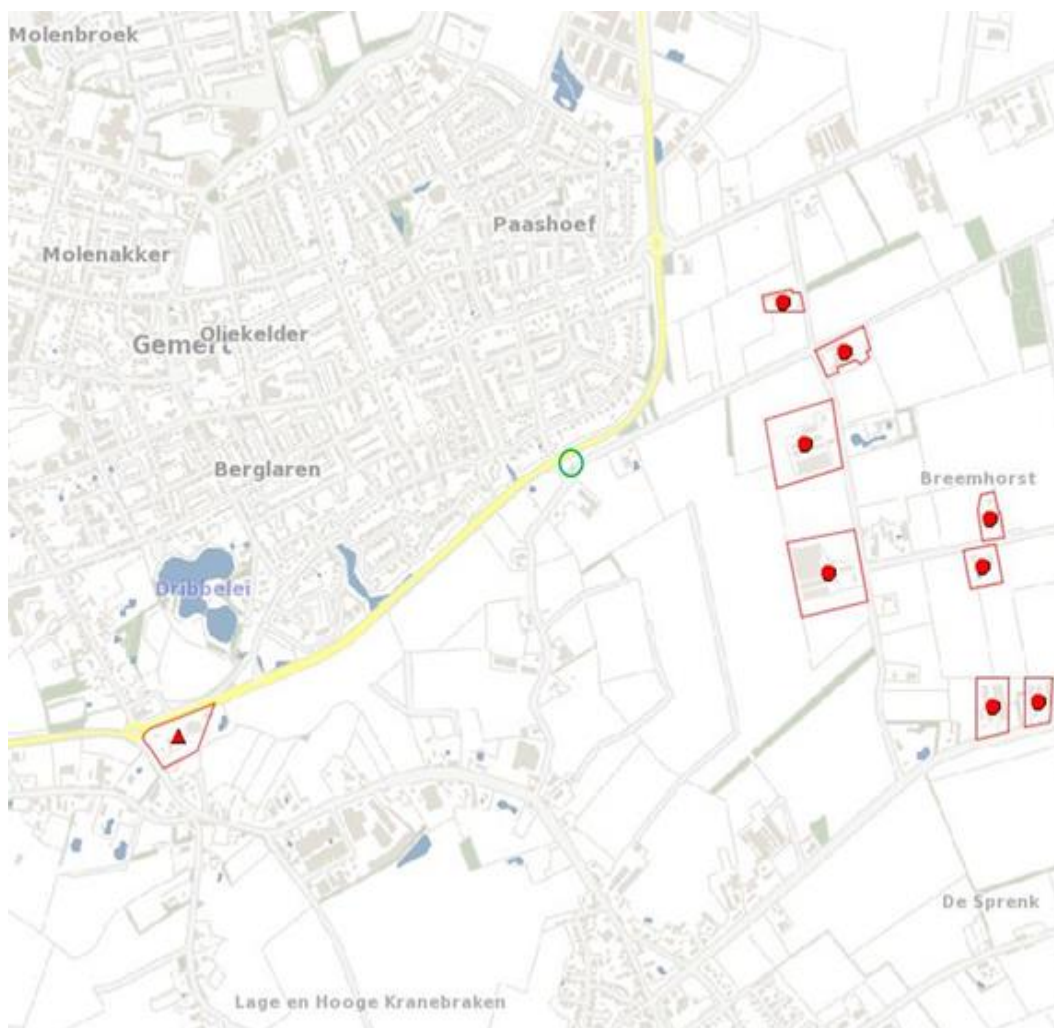 Molenbroek
Paashoef
Molenakker
Oliekelder
Gemert
Berglaren
Breemhorst
Dribbelei
De Sprenk
Lage en Hooge Kranebraken